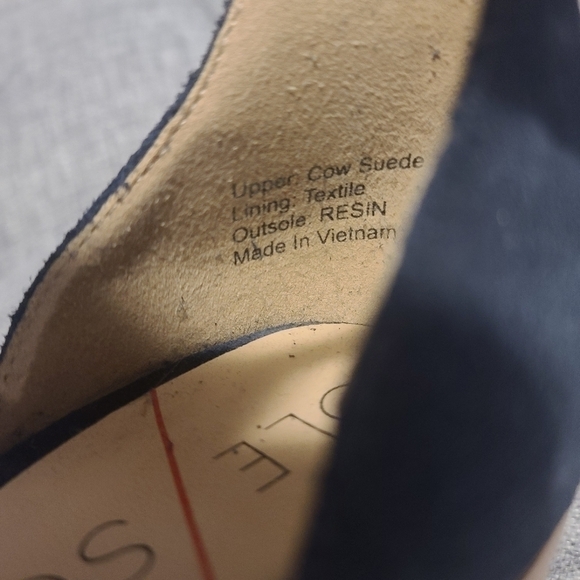 Upper: Cow Suede
Lining: Textile
Outsole: RESIN
Made In Vietnam